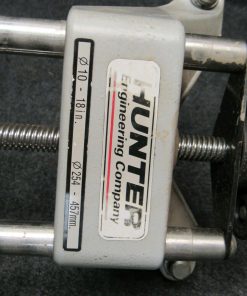 HUNTER
Engineering Company
Ø 10 - 18 in.
Ø 254 - 457mm.